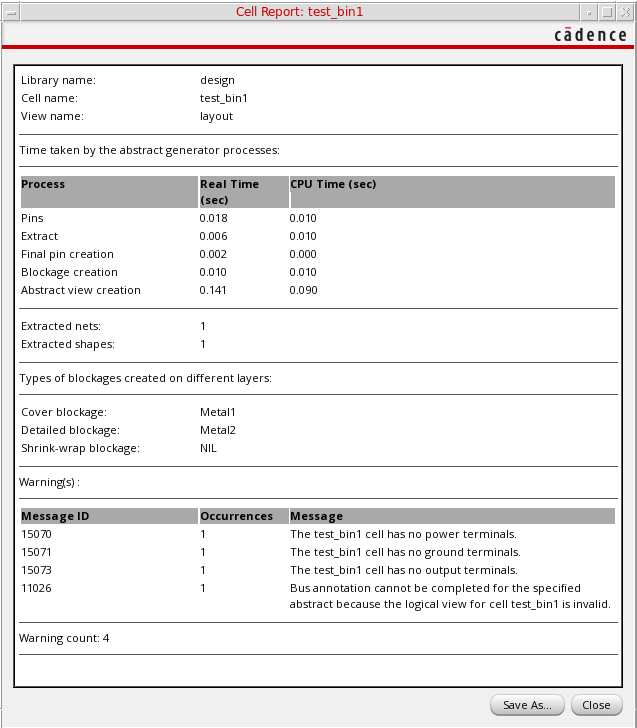 Cell Report: test_bin1
cādence
Library name: design
Cell name: test_bin1
View name: layout
Time taken by the abstract generator processes:
Process Real Time (sec) CPU Time (sec)
Pins 0.018 0.010
Extract 0.006 0.010
Final pin creation 0.002 0.000
Blockage creation 0.010 0.010
Abstract view creation 0.141 0.090
Extracted nets: 1
Extracted shapes: 1
Types of blockages created on different layers:
Cover blockage: Metal1
Detailed blockage: Metal2
Shrink-wrap blockage: NIL
Warning(s) :
Message ID Occurrences Message
15070 1 The test_bin1 cell has no power terminals.
15071 1 The test_bin1 cell has no ground terminals.
15073 1 The test_bin1 cell has no output terminals.
11026 1 Bus annotation cannot be completed for the specified
abstract because the logical view for cell test_bin1 is invalid.
Warning count: 4
Save As... Close